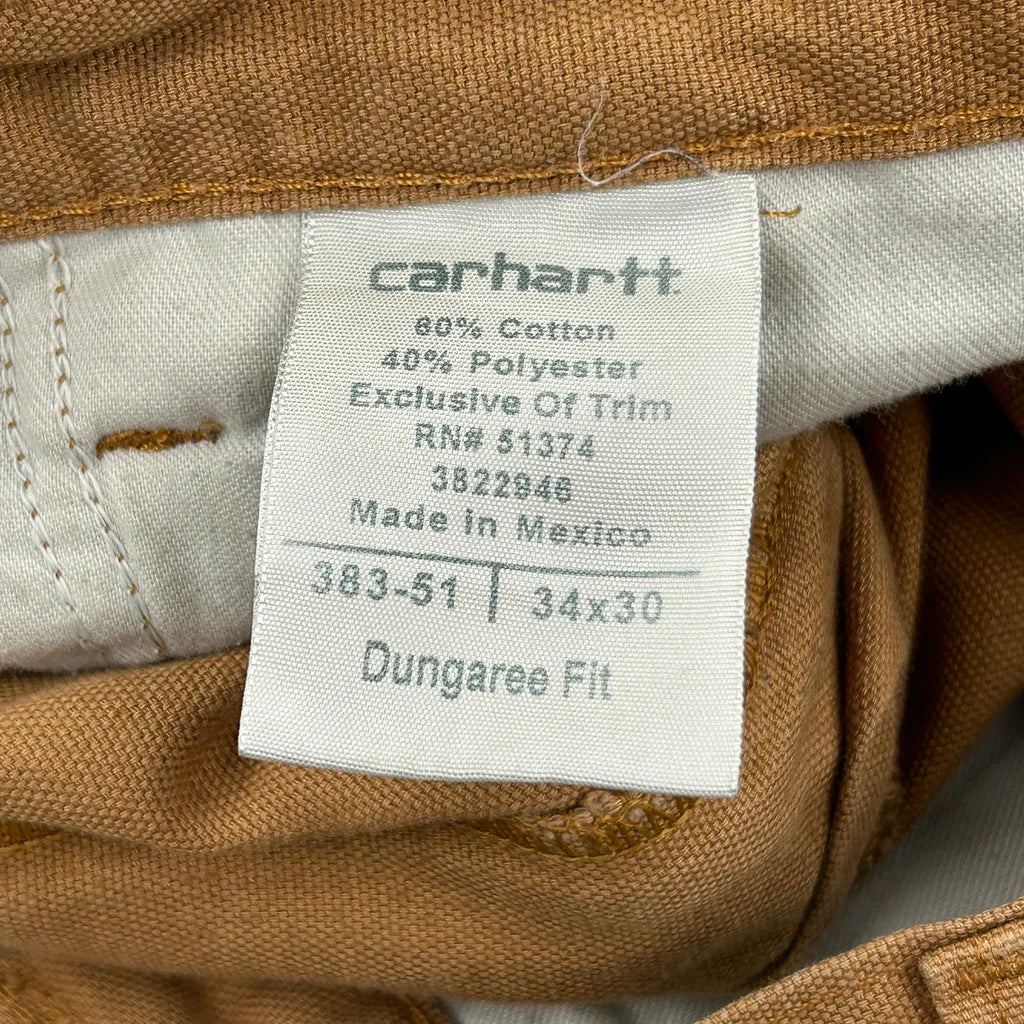 carhartt
60% Cotton
40% Polyester
Exclusive Of Trim
RN# 51374
3822946
Made in Mexico
383-51 | 34x30
Dungaree Fit